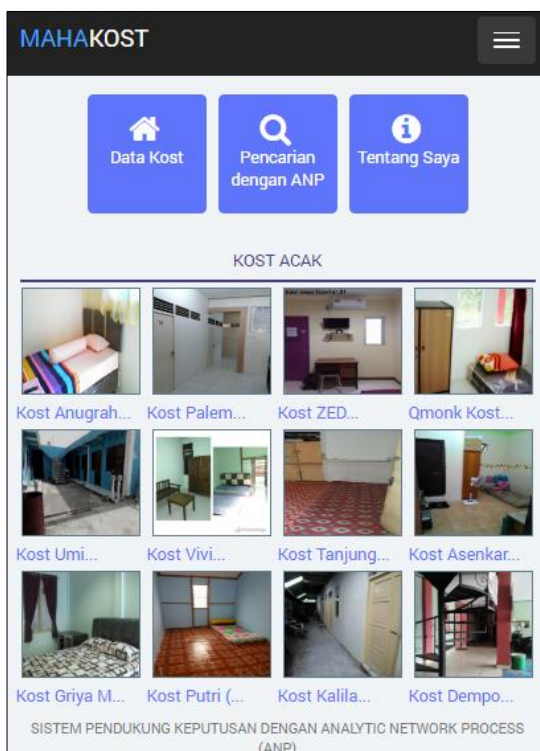 MAHAKOST
Data Kost
Pencarian
dengan ANP
Tentang Saya
KOST ACAK
Kost Anugrah...
Kost Palem...
Kost ZED...
Qmonk Kost...
Kost Umi...
Kost Vivi...
Kost Tanjung...
Kost Asenkar...
Kost Griya M...
Kost Putri (...
Kost Kalila...
Kost Dempo...
SISTEM PENDUKUNG KEPUTUSAN DENGAN ANALYTIC NETWORK PROCESS
(ANP)